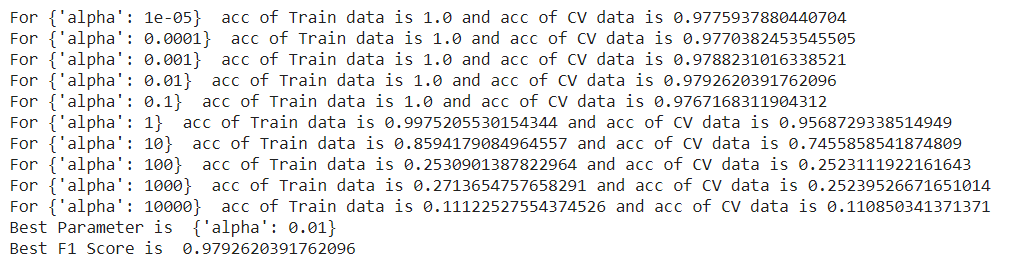 For {'alpha': 1e-05}  acc of Train data is 1.0 and acc of CV data is 0.9775937880440704
For {'alpha': 0.0001}  acc of Train data is 1.0 and acc of CV data is 0.9770382453545505
For {'alpha': 0.001}  acc of Train data is 1.0 and acc of CV data is 0.9788231016338521
For {'alpha': 0.01}  acc of Train data is 1.0 and acc of CV data is 0.9792620391762096
For {'alpha': 0.1}  acc of Train data is 1.0 and acc of CV data is 0.9767168311904312
For {'alpha': 1}  acc of Train data is 0.9975205530154344 and acc of CV data is 0.9568729338514949
For {'alpha': 10}  acc of Train data is 0.8594179084964557 and acc of CV data is 0.7455858541874809
For {'alpha': 100}  acc of Train data is 0.2530901387822964 and acc of CV data is 0.2523111922161643
For {'alpha': 1000}  acc of Train data is 0.2713654757658291 and acc of CV data is 0.25239526671651014
For {'alpha': 10000}  acc of Train data is 0.11122527554374526 and acc of CV data is 0.110850341371371
Best Parameter is  {'alpha': 0.01}
Best F1 Score is  0.9792620391762096